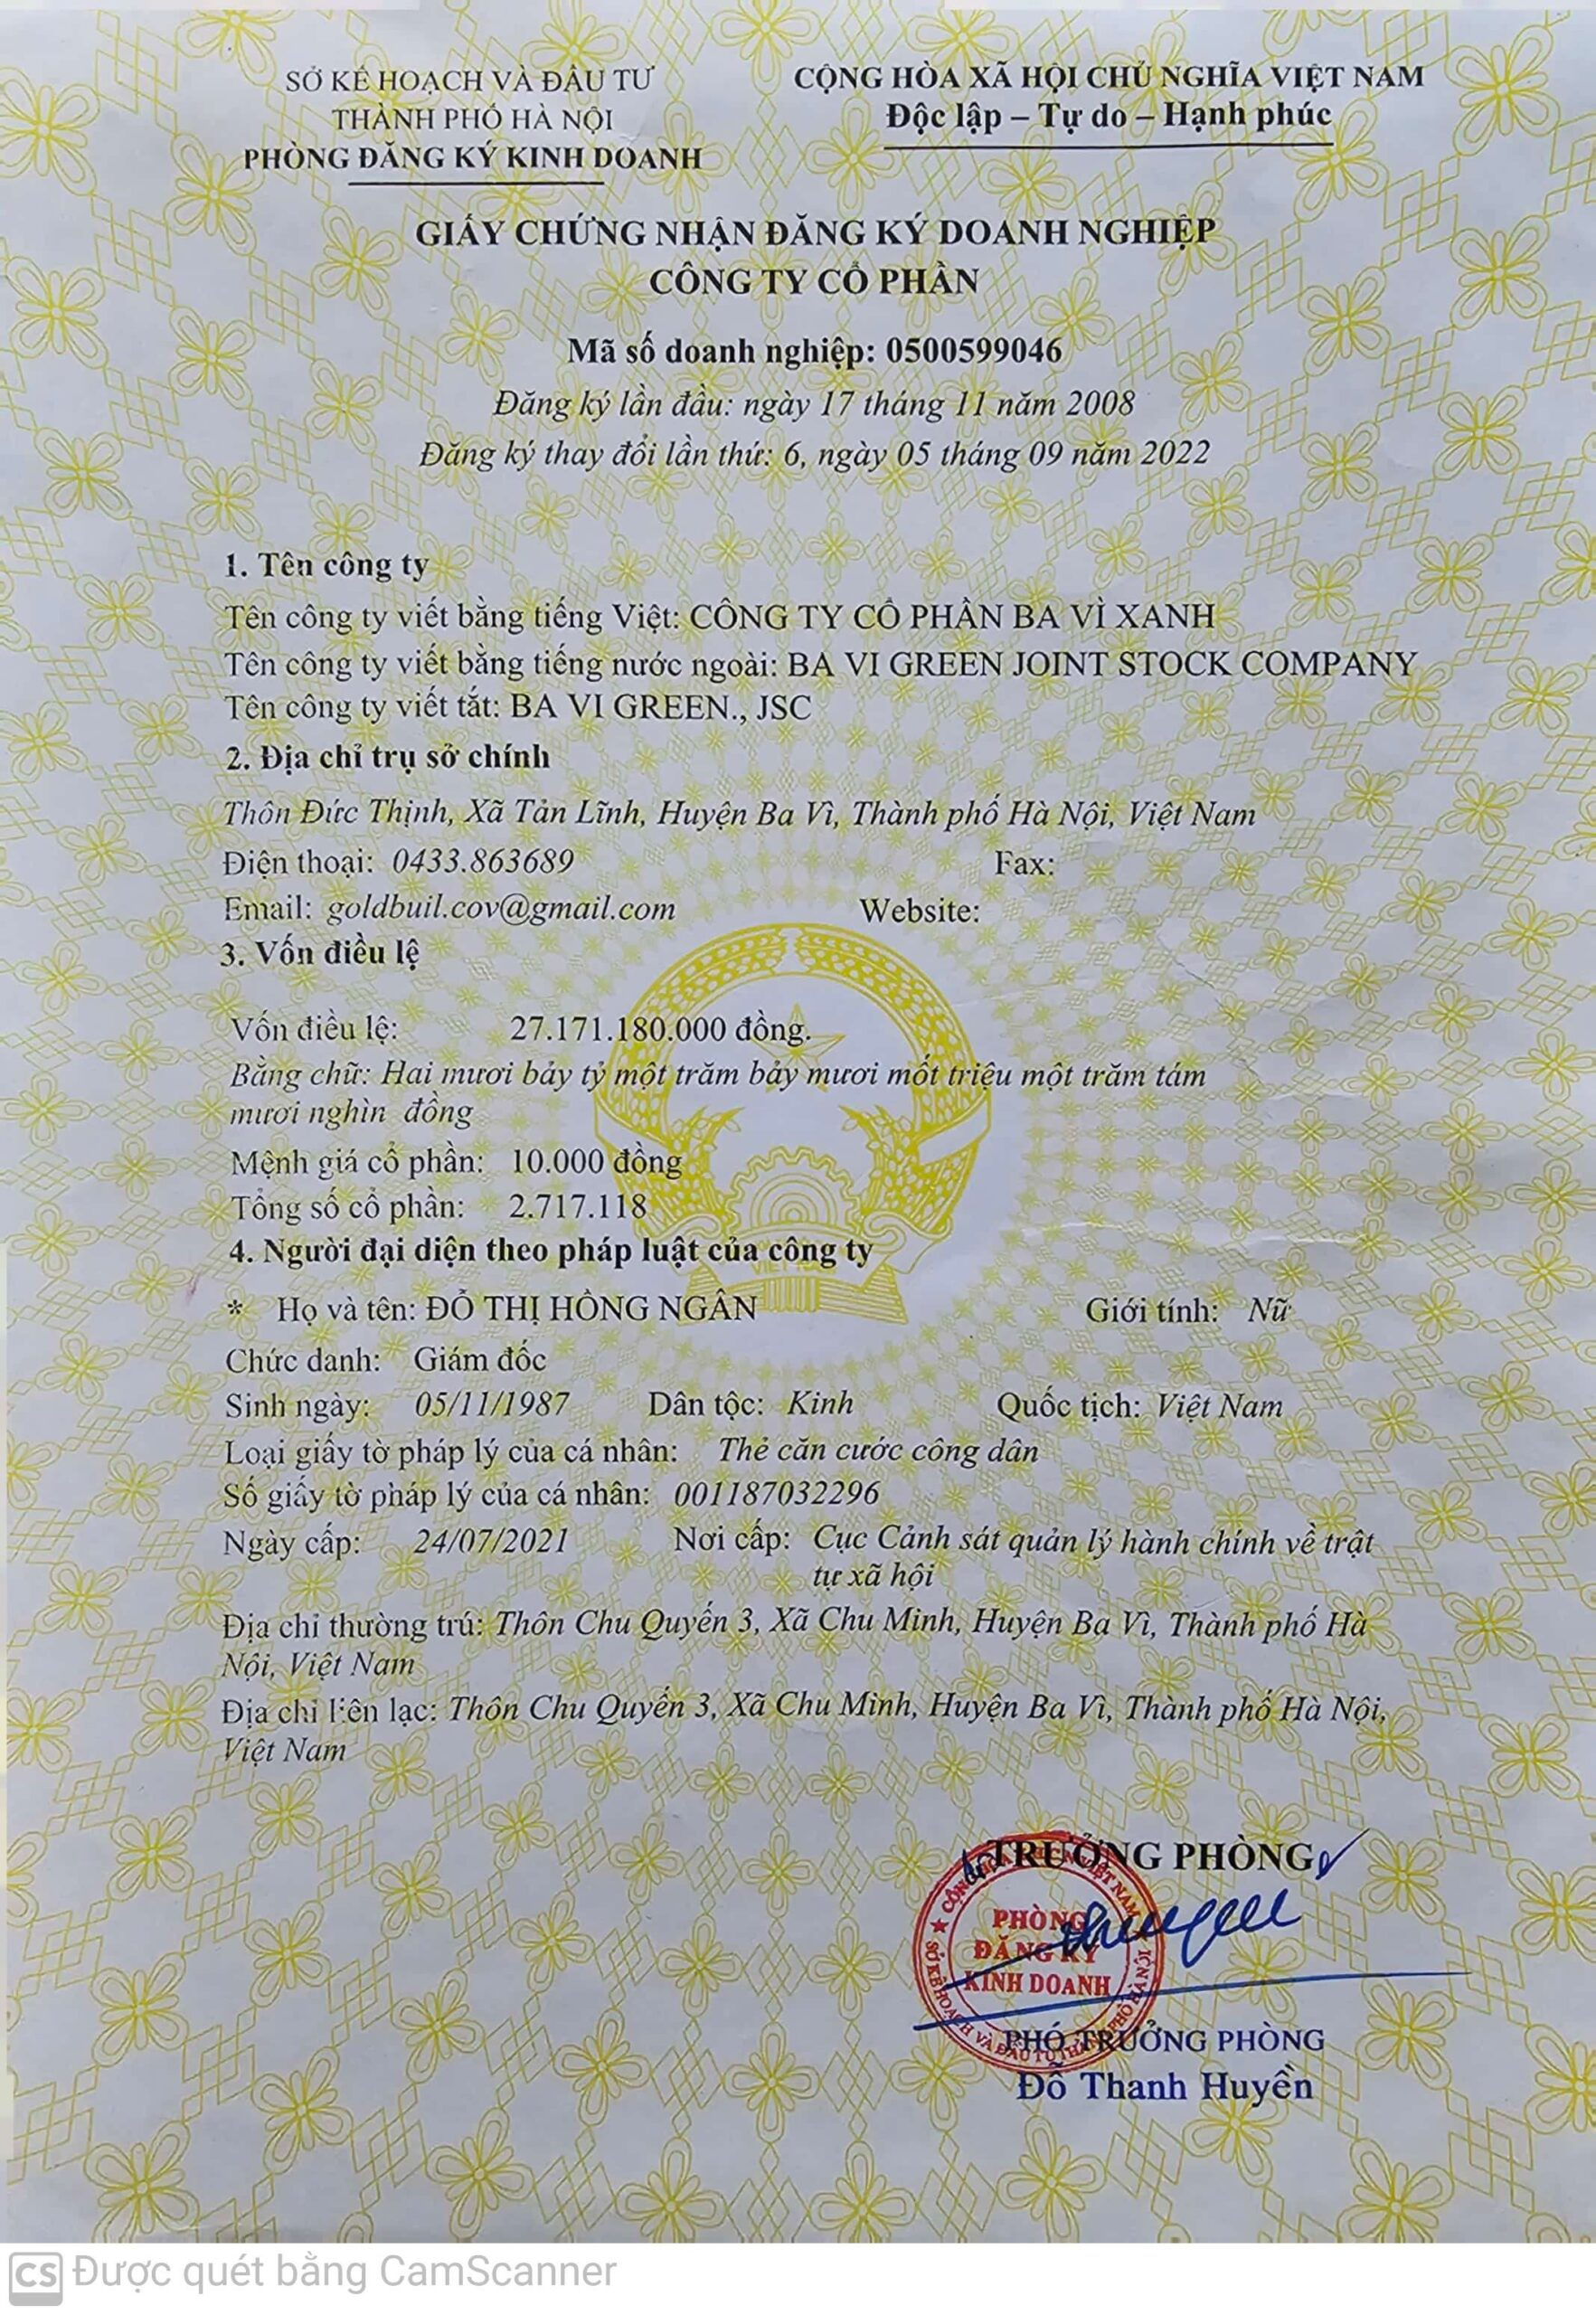 SỞ KẾ HOẠCH VÀ ĐẦU TƯ
THÀNH PHỐ HÀ NỘI
PHÒNG ĐĂNG KÝ KINH DOANH
CỘNG HÒA XÃ HỘI CHỦ NGHĨA VIỆT NAM
Độc lập – Tự do – Hạnh phúc
GIẤY CHỨNG NHẬN ĐĂNG KÝ DOANH NGHIỆP
CÔNG TY CỔ PHẦN
Mã số doanh nghiệp: 0500599046
Đăng ký lần đầu: ngày 17 tháng 11 năm 2008
Đăng ký thay đổi lần thứ: 6, ngày 05 tháng 09 năm 2022
1. Tên công ty
Tên công ty viết bằng tiếng Việt: CÔNG TY CỔ PHẦN BA VÌ XANH
Tên công ty viết bằng tiếng nước ngoài: BA VI GREEN JOINT STOCK COMPANY
Tên công ty viết tắt: BA VI GREEN., JSC
2. Địa chỉ trụ sở chính
Thôn Đức Thịnh, Xã Tản Lĩnh, Huyện Ba Vì, Thành phố Hà Nội, Việt Nam
Điện thoại: 0433.863689 Fax:
Email: goldbuil.cov@gmail.com Website:
3. Vốn điều lệ
Vốn điều lệ: 27.171.180.000 đồng.
Bằng chữ: Hai mươi bảy tỷ một trăm bảy mươi mốt triệu một trăm tám
mươi nghìn đồng
Mệnh giá cổ phần: 10.000 đồng
Tổng số cổ phần: 2.717.118
4. Người đại diện theo pháp luật của công ty
* Họ và tên: ĐỖ THỊ HỒNG NGÂN Giới tính: Nữ
Chức danh: Giám đốc
Sinh ngày: 05/11/1987 Dân tộc: Kinh Quốc tịch: Việt Nam
Loại giấy tờ pháp lý của cá nhân: Thẻ căn cước công dân
Số giấy tờ pháp lý của cá nhân: 001187032296
Ngày cấp: 24/07/2021 Nơi cấp: Cục Cảnh sát quản lý hành chính về trật
tự xã hội
Địa chỉ thường trú: Thôn Chu Quyến 3, Xã Chu Minh, Huyện Ba Vì, Thành phố Hà
Nội, Việt Nam
Địa chỉ liên lạc: Thôn Chu Quyến 3, Xã Chu Minh, Huyện Ba Vì, Thành phố Hà Nội,
Việt Nam
TRƯỞNG PHÒNG
PHÒNG
ĐĂNG KÝ
KINH DOANH
SỞ KẾ HOẠCH VÀ ĐẦU TƯ THÀNH PHỐ HÀ NỘI
PHÓ TRƯỞNG PHÒNG
Đỗ Thanh Huyền
CS Được quét bằng CamScanner